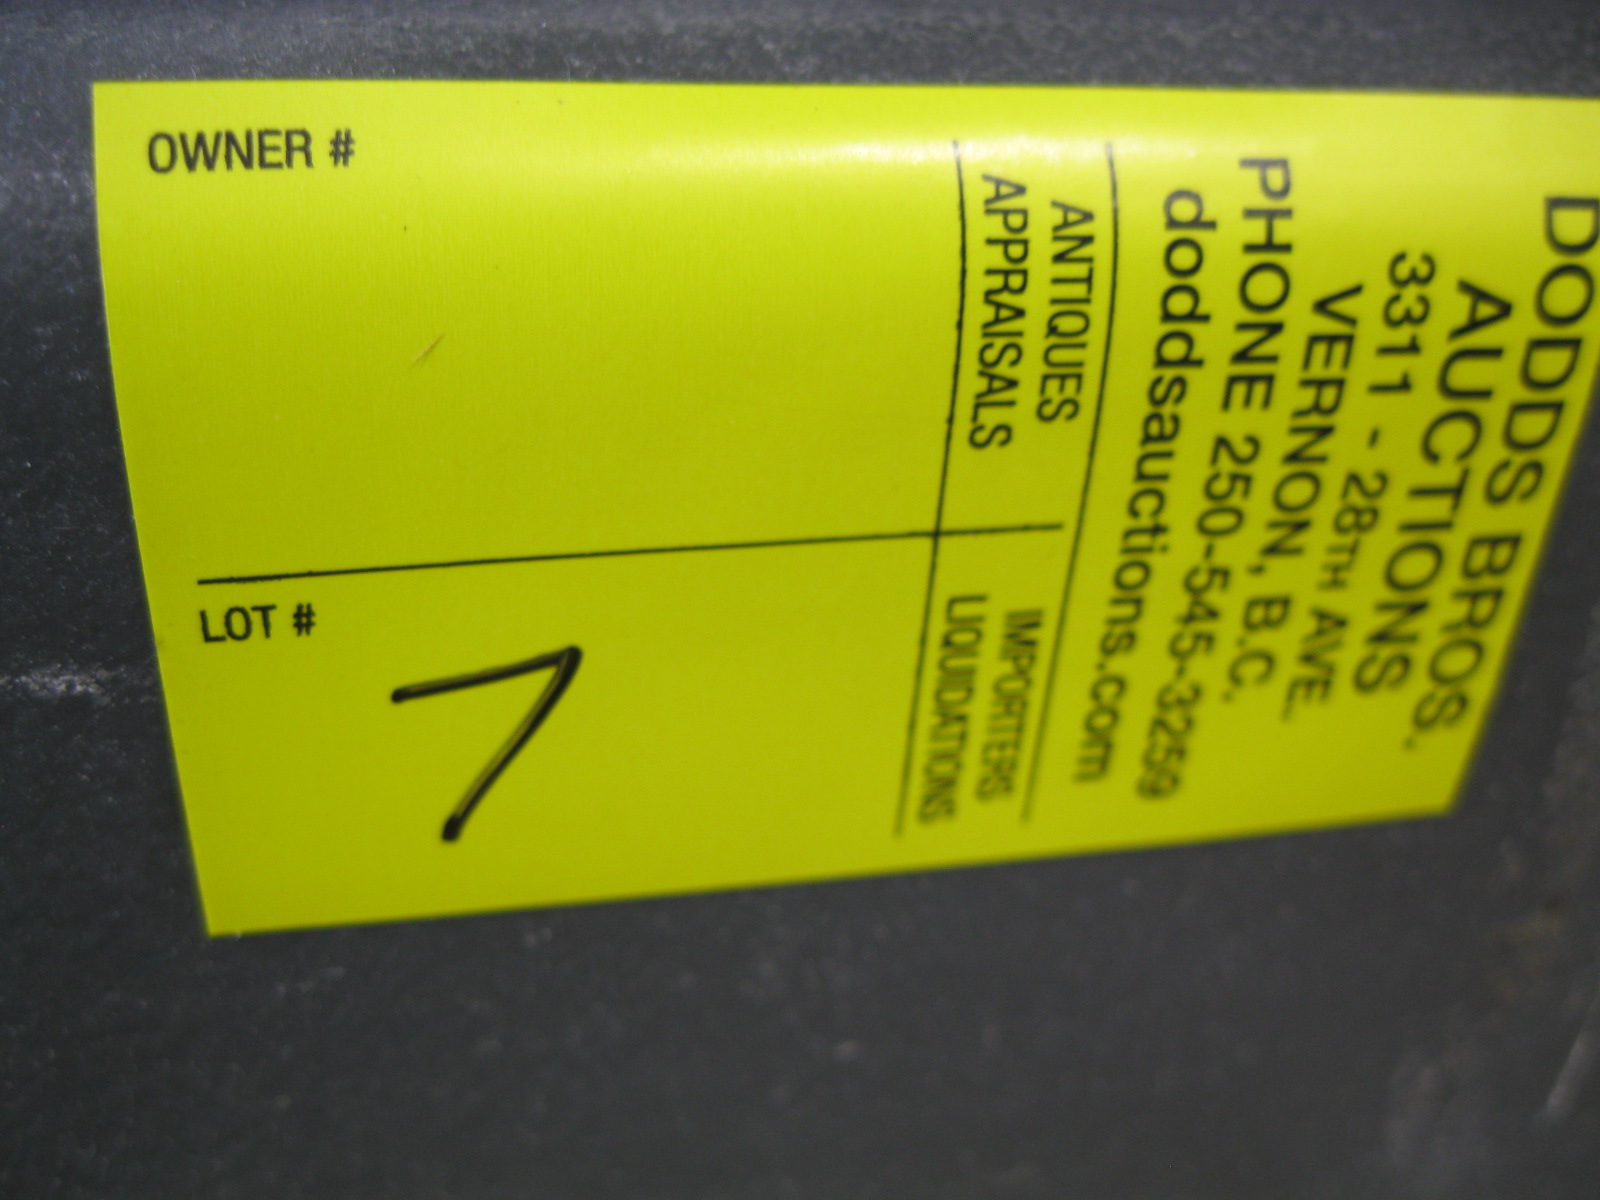 DODDS BROS.
AUCTIONS
3311 - 28TH AVE.
VERNON, B.C.
PHONE 250-545-3259
doddsauctions.com
ANTIQUES
APPRAISALS
IMPORTERS
LIQUIDATIONS
OWNER #
LOT #
7